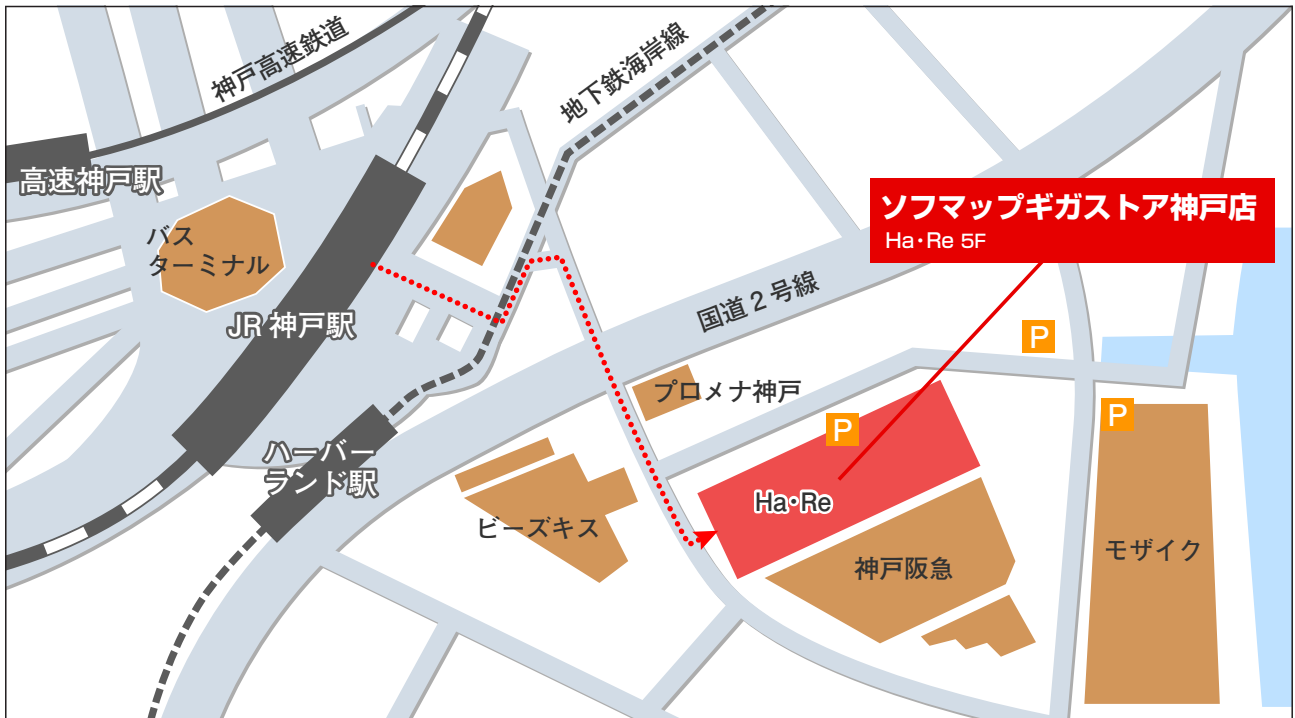 神戸高速鉄道
地下鉄海岸線
高速神戸駅
ソフマップギガストア神戸店
Ha・Re 5F
バス
ターミナル
JR 神戸駅
国道2号線
P
プロメナ神戸
P
P
ハーバー
ランド駅
Ha・Re
ビーズキス
神戸阪急
モザイク